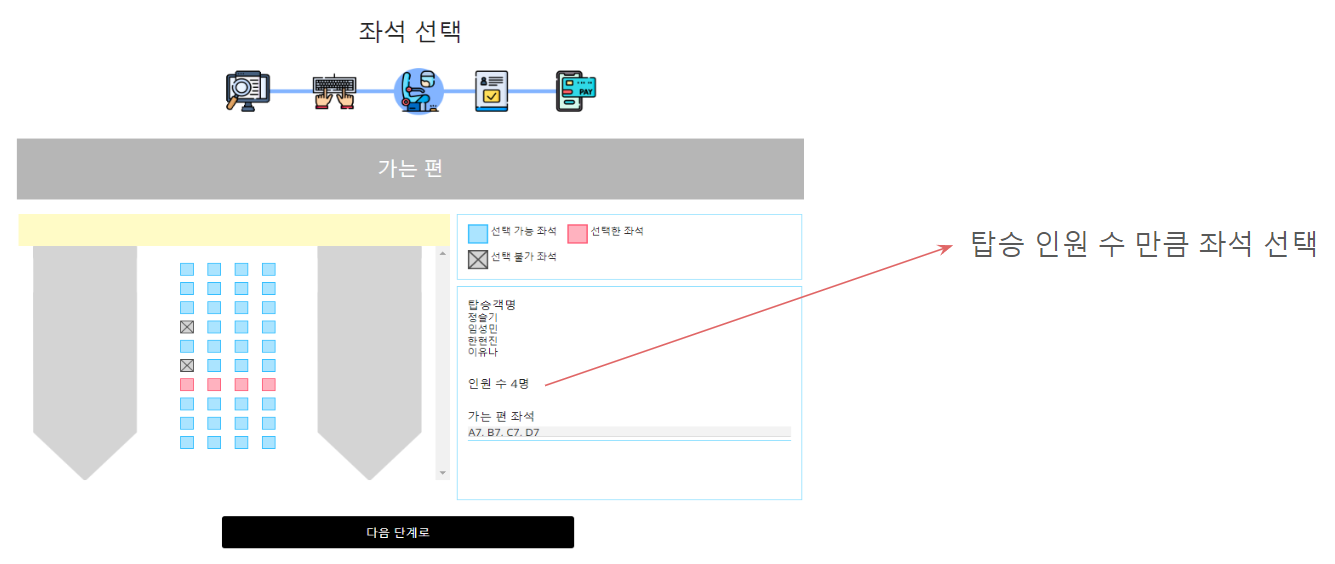 좌석 선택
PAY
가는 편
선택 가능 좌석 선택한 좌석
선택 불가 좌석
탑승 인원 수 만큼 좌석 선택
탑승객명
정슬기
임성민
한현진
이유나
인원 수 4명
가는 편 좌석
A7. B7. C7. D7
다음 단계로